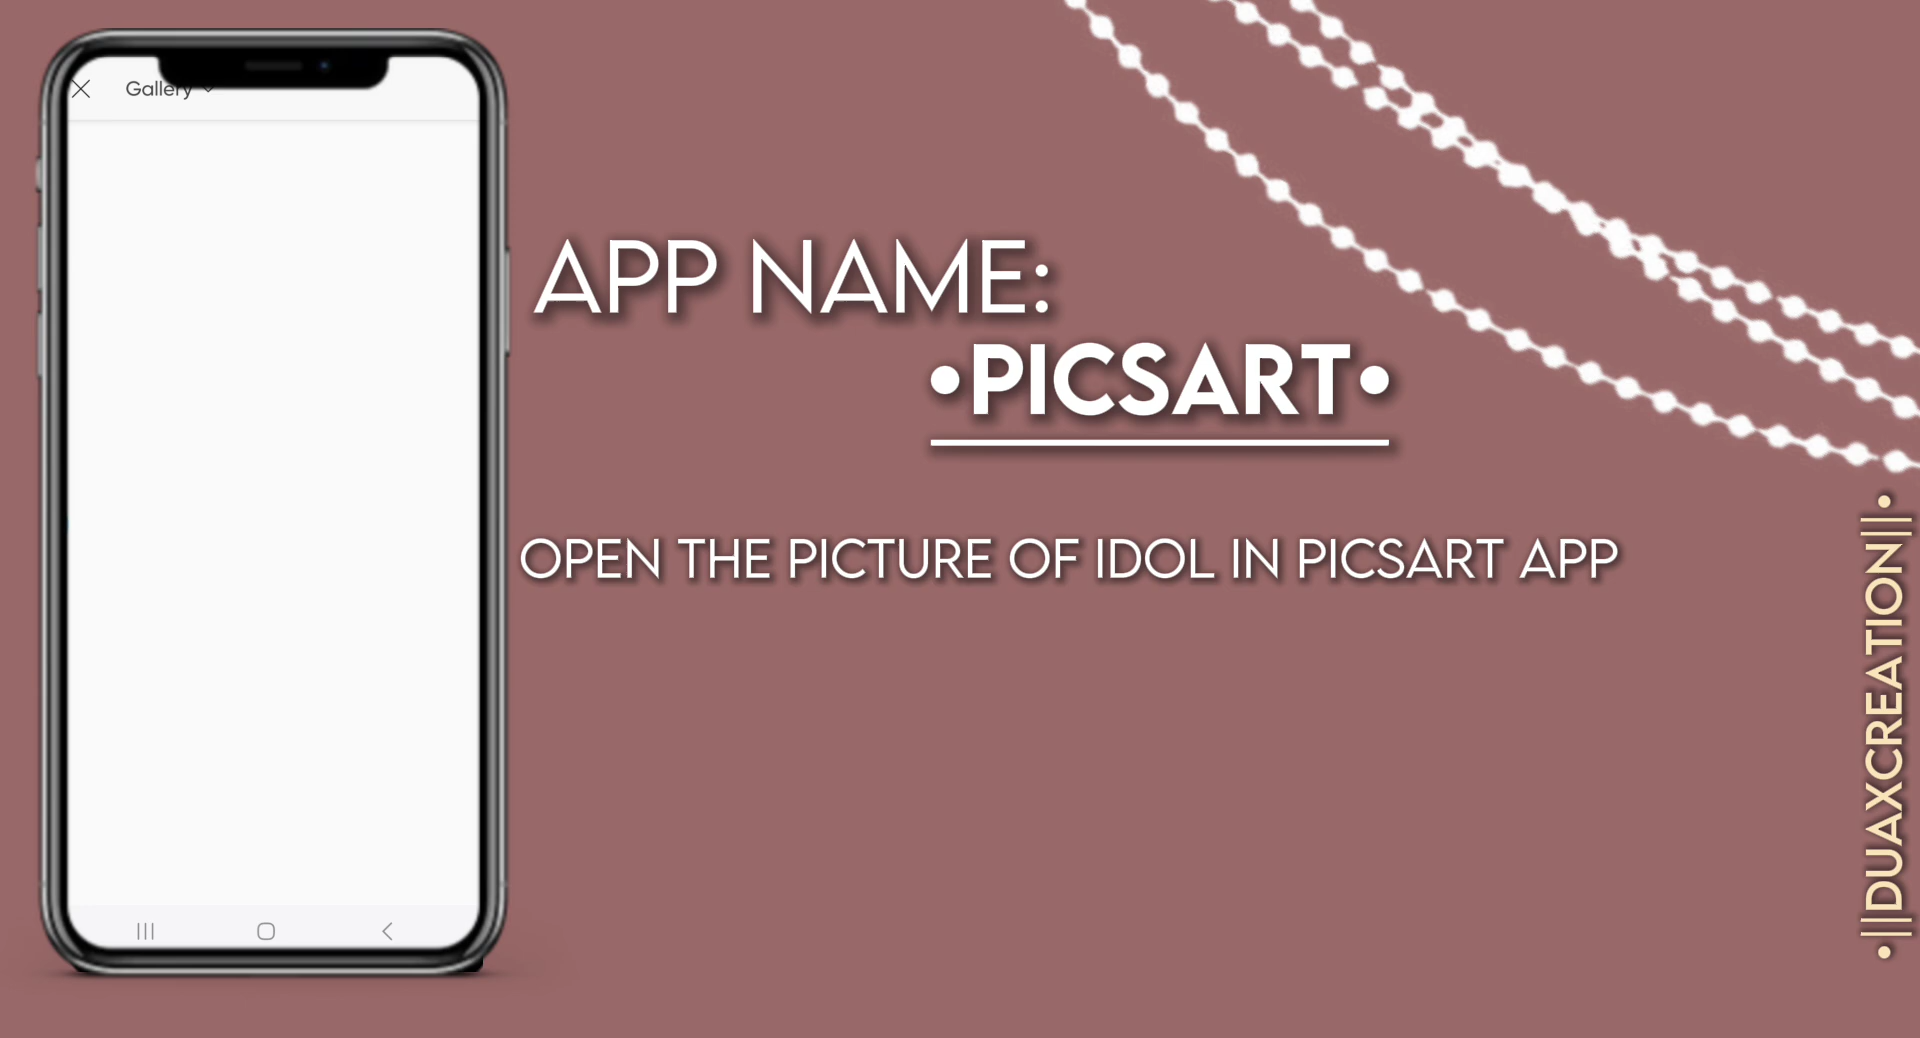 Gallery
APP NAME:
•PICSART•
OPEN THE PICTURE OF IDOL IN PICSART APP
•||DUAXCREATION||•